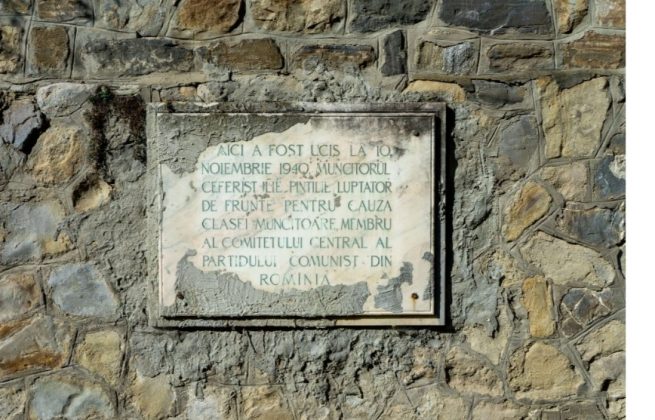 AICI A FOST UCIS LA 10
NOIEMBRIE 1940, MUNCITORUL
CEFERIST ILIE PINTILIE LUPTATOR
DE FRUNTE PENTRU CAUZA
CLASEI MUNCITOARE, MEMBRU
AL COMITETULUI CENTRAL AL
PARTIDULUI COMUNIST DIN
ROMINIA